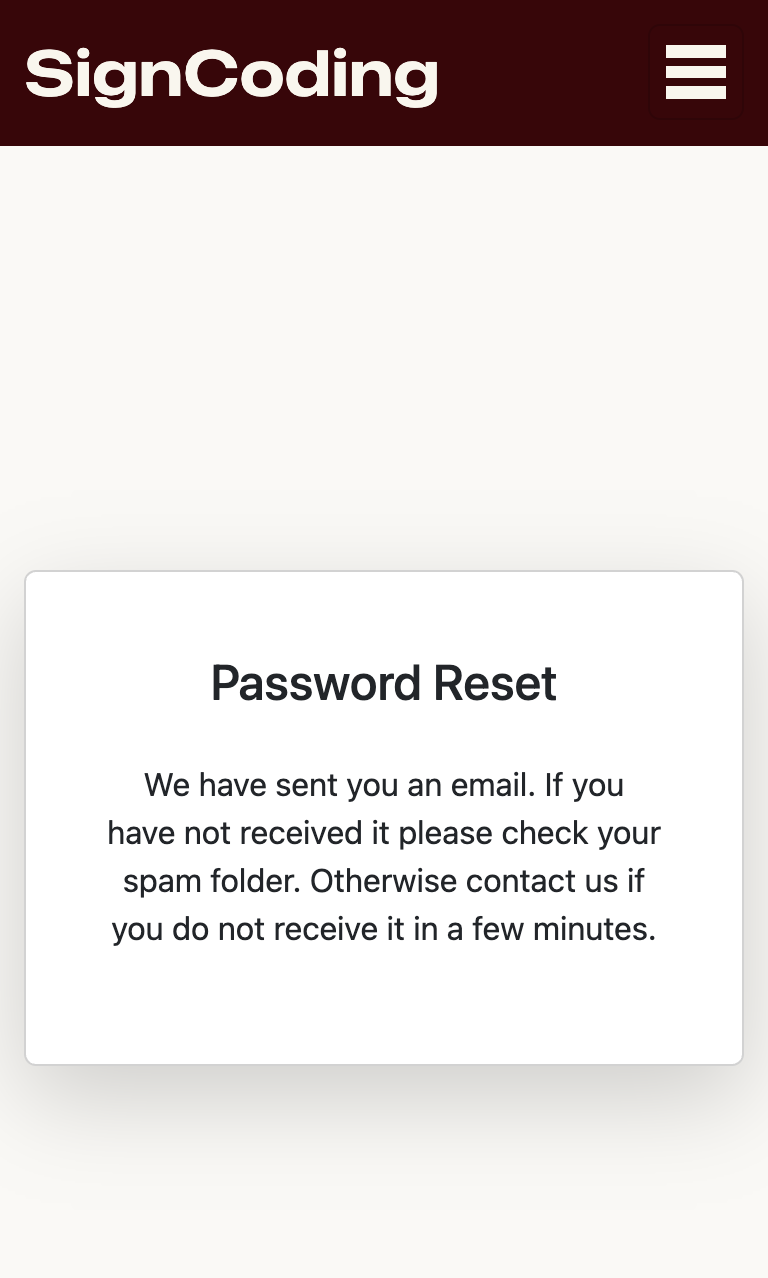 SignCoding
Password Reset
We have sent you an email. If you
have not received it please check your
spam folder. Otherwise contact us if
you do not receive it in a few minutes.